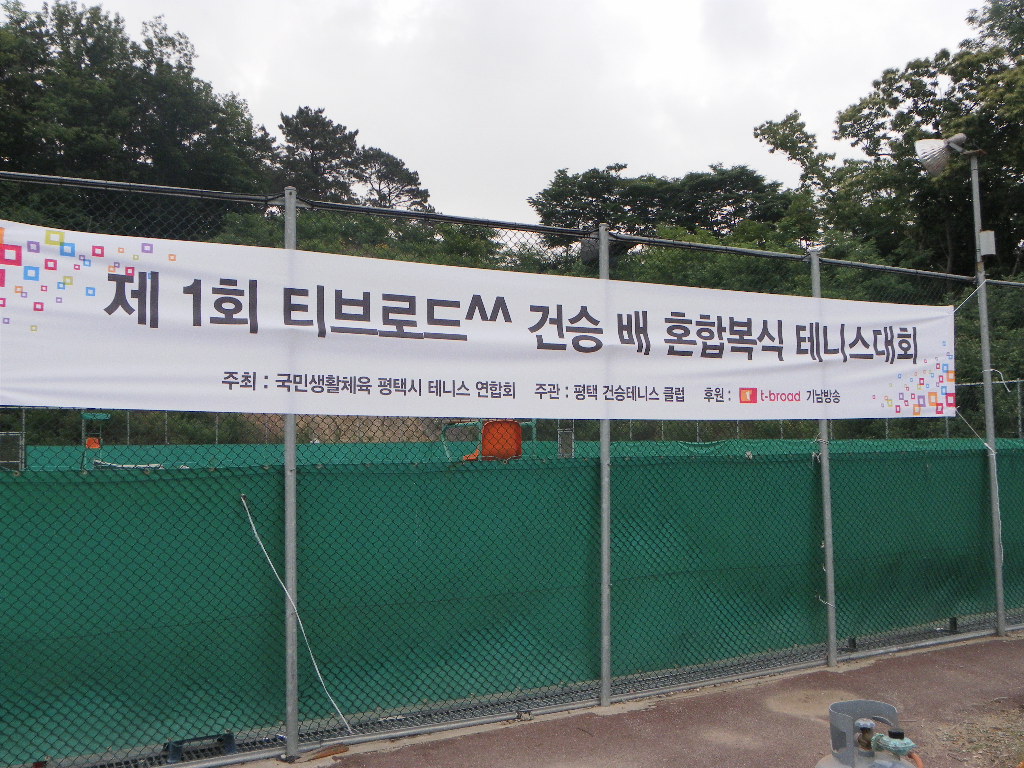 제 1회 티브로드^^ 건승 배 혼합복식 테니스대회
주최 : 국민생활체육 평택시 테니스 연합회 주관 : 평택 건승테니스 클럽 후원 : t-broad 기남방송